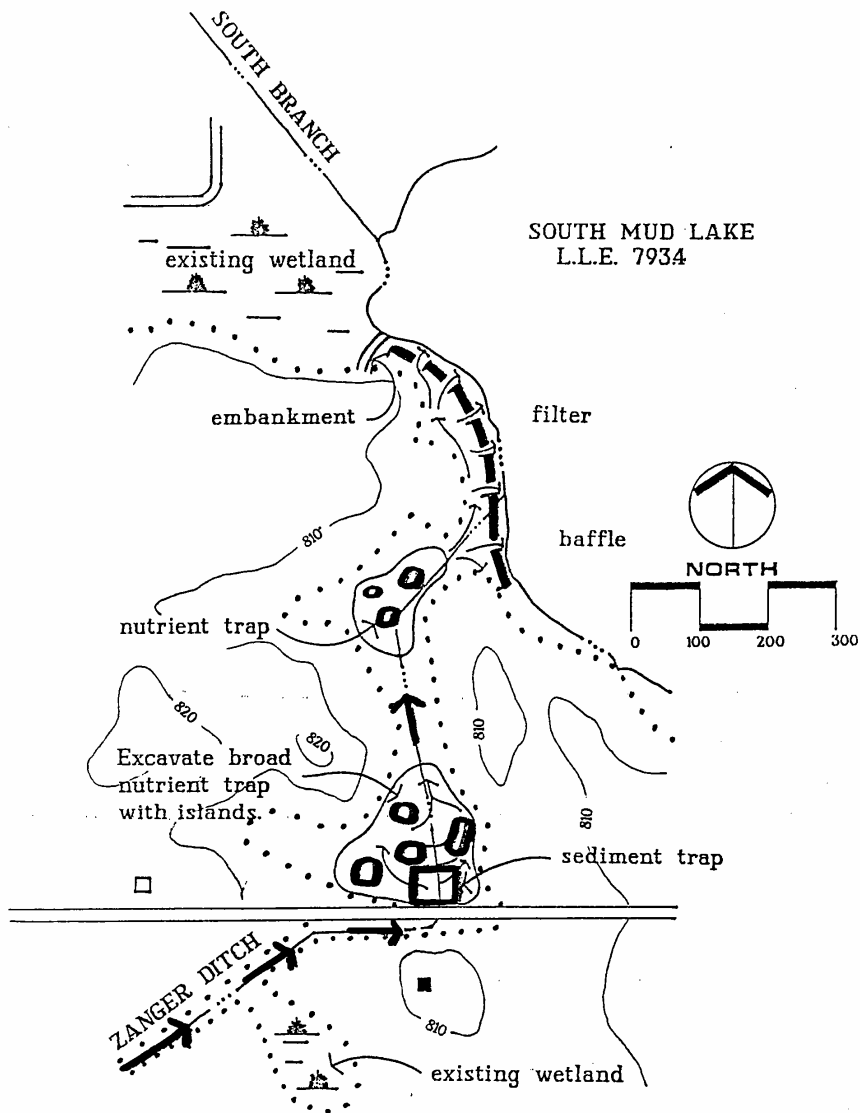 SOUTH BRANCH
SOUTH MUD LAKE
L.L.E. 7934
existing wetland
embankment
filter
810
baffle
NORTH
0 100 200 300
nutrient trap
820
820
810
810
Excavate broad
nutrient trap
with islands.
sediment trap
ZANGER DITCH
810
existing wetland